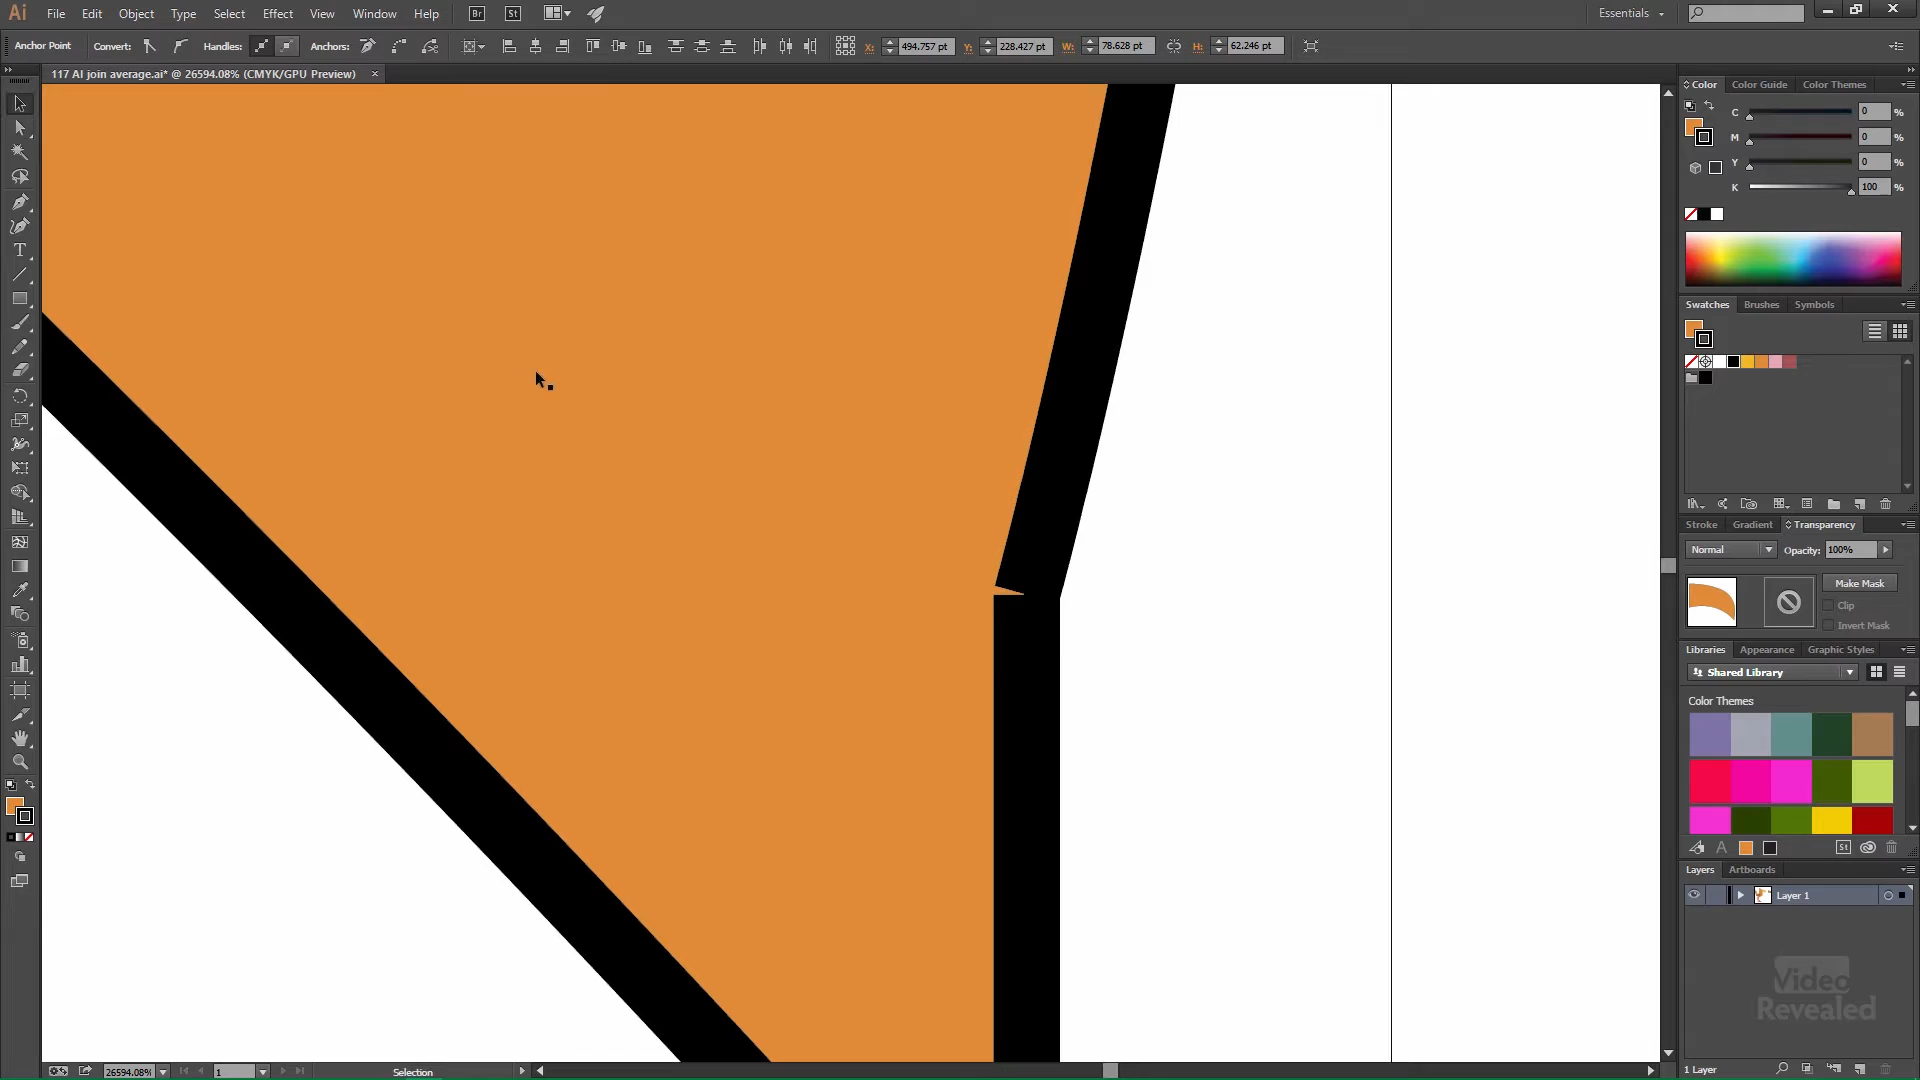 Ai File Edit Object Type Select Effect View Window Help Br St Essentials
Anchor Point Convert: Handles: Anchors: X: 494.757 pt Y: 228.427 pt W: 78.628 pt H: 62.246 pt
117 AI join average.ai* @ 26594.08% (CMYK/GPU Preview)
Color Color Guide Color Themes
C 0 %
M 0 %
Y 0 %
K 100 %
Swatches Brushes Symbols
Stroke Gradient Transparency
Normal Opacity: 100%
Make Mask
Clip
Invert Mask
Libraries Appearance Graphic Styles
Shared Library
Color Themes
A St
Layers Artboards
Layer 1
Video
Revealed
26594.08% 1 Selection 1 Layer